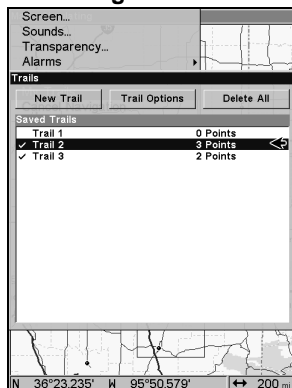 Screen...
Sounds...
Transparency...
Alarms
Trails
New Trail Trail Options Delete All
Saved Trails
Trail 1 0 Points
✓ Trail 2 3 Points
✓ Trail 3 2 Points
N 36°23.235' W 95°50.579' ↔ 200 mi